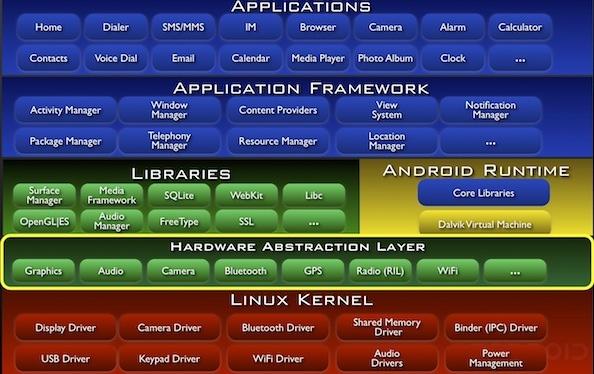 APPLICATIONS
Home Dialer SMS/MMS IM Browser Camera Alarm Calculator
Contacts Voice Dial Email Calendar Media Player Photo Album Clock ...
APPLICATION FRAMEWORK
Activity Manager Window Manager Content Providers View System Notification Manager
Package Manager Telephony Manager Resource Manager Location Manager ...
LIBRARIES
Surface Manager Media Framework SQLite WebKit Libc
OpenGL|ES Audio Manager FreeType SSL ...
ANDROID RUNTIME
Core Libraries
Dalvik Virtual Machine
HARDWARE ABSTRACTION LAYER
Graphics Audio Camera Bluetooth GPS Radio (RIL) WiFi ...
LINUX KERNEL
Display Driver Camera Driver Bluetooth Driver Shared Memory Driver Binder (IPC) Driver
USB Driver Keypad Driver WiFi Driver Audio Drivers Power Management